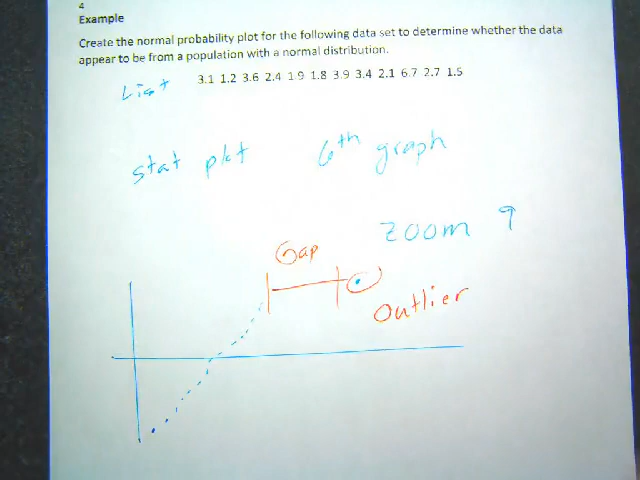 4
Example
Create the normal probability plot for the following data set to determine whether the data
appear to be from a population with a normal distribution.
3.1 1.2 3.6 2.4 1.9 1.8 3.9 3.4 2.1 6.7 2.7 1.5
List
stat plot 6th graph
zoom 9
Gap
Outlier